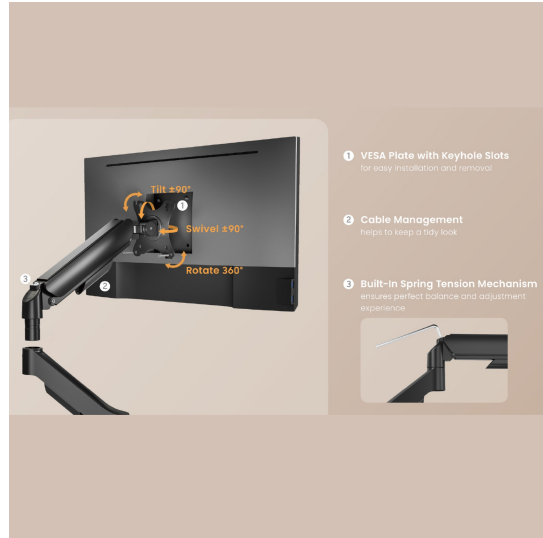 Tilt ±90°
1
Swivel ±90°
Rotate 360°
3
2
1 VESA Plate with Keyhole Slots
for easy installation and removal
2 Cable Management
helps to keep a tidy look
3 Built-In Spring Tension Mechanism
ensures perfect balance and adjustment
experience